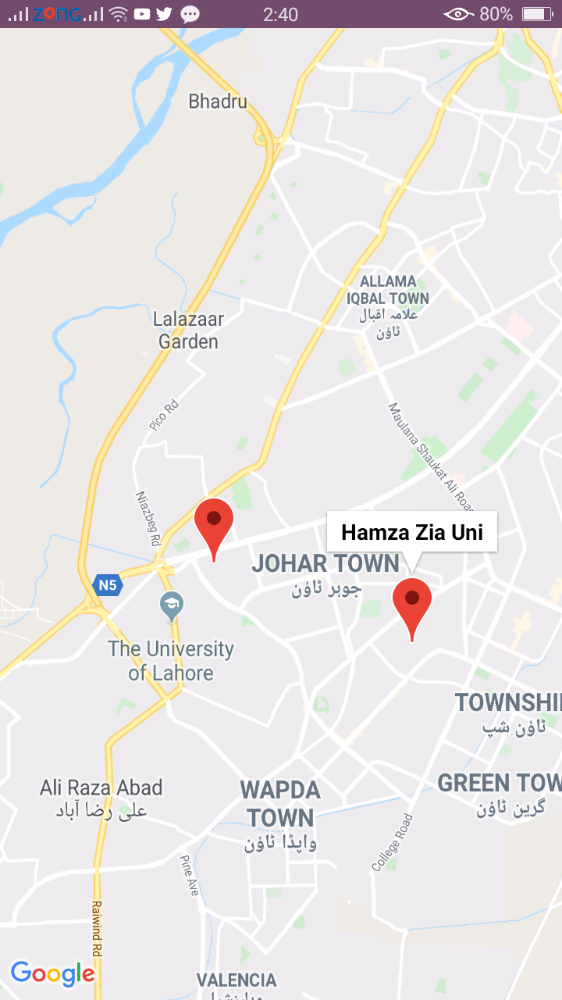 ZONG 2:40 80%
Bhadru
ALLAMA
IQBAL TOWN
علامہ اقبال
ٹاؤن
Lalazaar
Garden
Pico Rd
Maulana Shaukat Ali Road
Niazbeg Rd
Hamza Zia Uni
JOHAR TOWN
جوہر ٹاؤن
N5
The University
of Lahore
TOWNSHI
ٹاؤن شپ
Ali Raza Abad
علی رضا آباد
WAPDA
TOWN
واپڈا ٹاؤن
GREEN TOW
گرین ٹاؤن
College Road
Pine Ave
Raiwind Rd
Google
VALENCIA